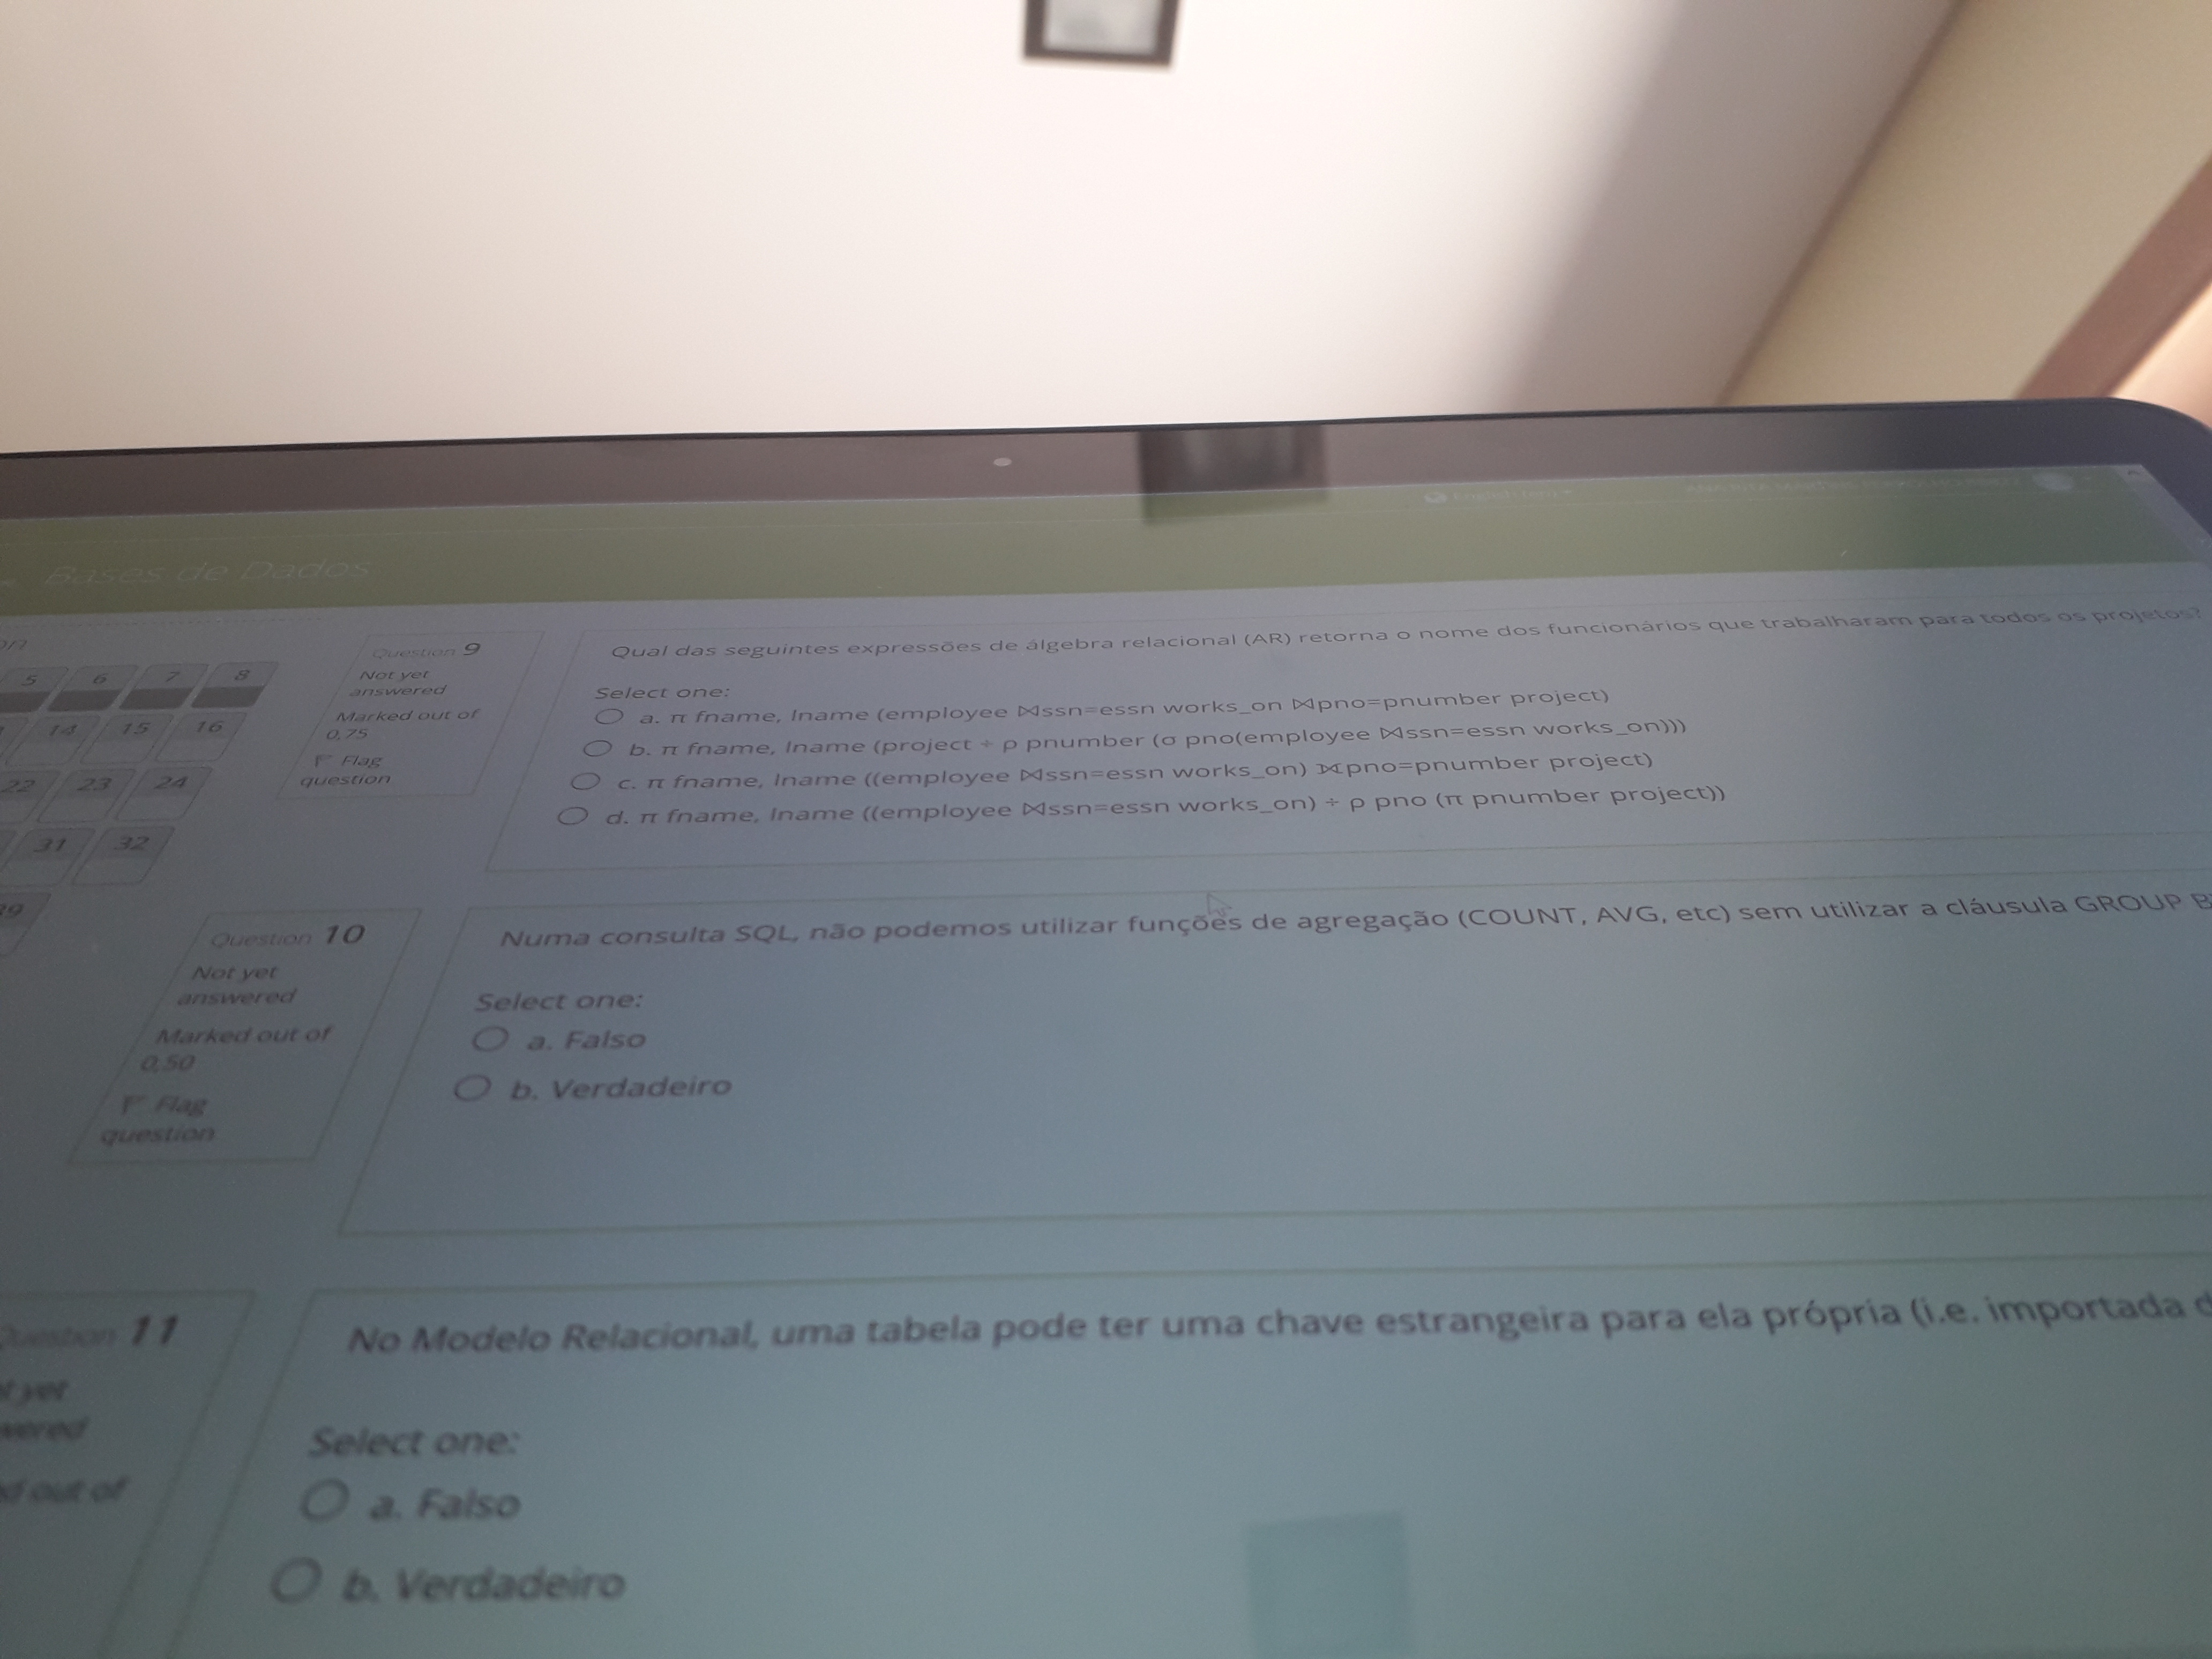 Bases de Dados
5 6 7 8
14 15 16
22 23 24
31 32
Question 9
Not yet
answered
Marked out of
0,75
Flag
question
Qual das seguintes expressões de álgebra relacional (AR) retorna o nome dos funcionários que trabalharam para todos os projetos?
Select one:
a. π fname, lname (employee ⋈ssn=essn works_on ⋈pno=pnumber project)
b. π fname, lname (project ÷ ρ pnumber (σ pno(employee ⋈ssn=essn works_on)))
c. π fname, lname ((employee ⋈ssn=essn works_on) ⟕pno=pnumber project)
d. π fname, lname ((employee ⋈ssn=essn works_on) ÷ ρ pno (π pnumber project))
Question 10
Not yet
answered
Marked out of
0,50
Flag
question
Numa consulta SQL, não podemos utilizar funções de agregação (COUNT, AVG, etc) sem utilizar a cláusula GROUP
Select one:
a. Falso
b. Verdadeiro
Question 11
yet
out of
No Modelo Relacional, uma tabela pode ter uma chave estrangeira para ela própria (i.e. importada
Select one:
a. Falso
b. Verdadeiro